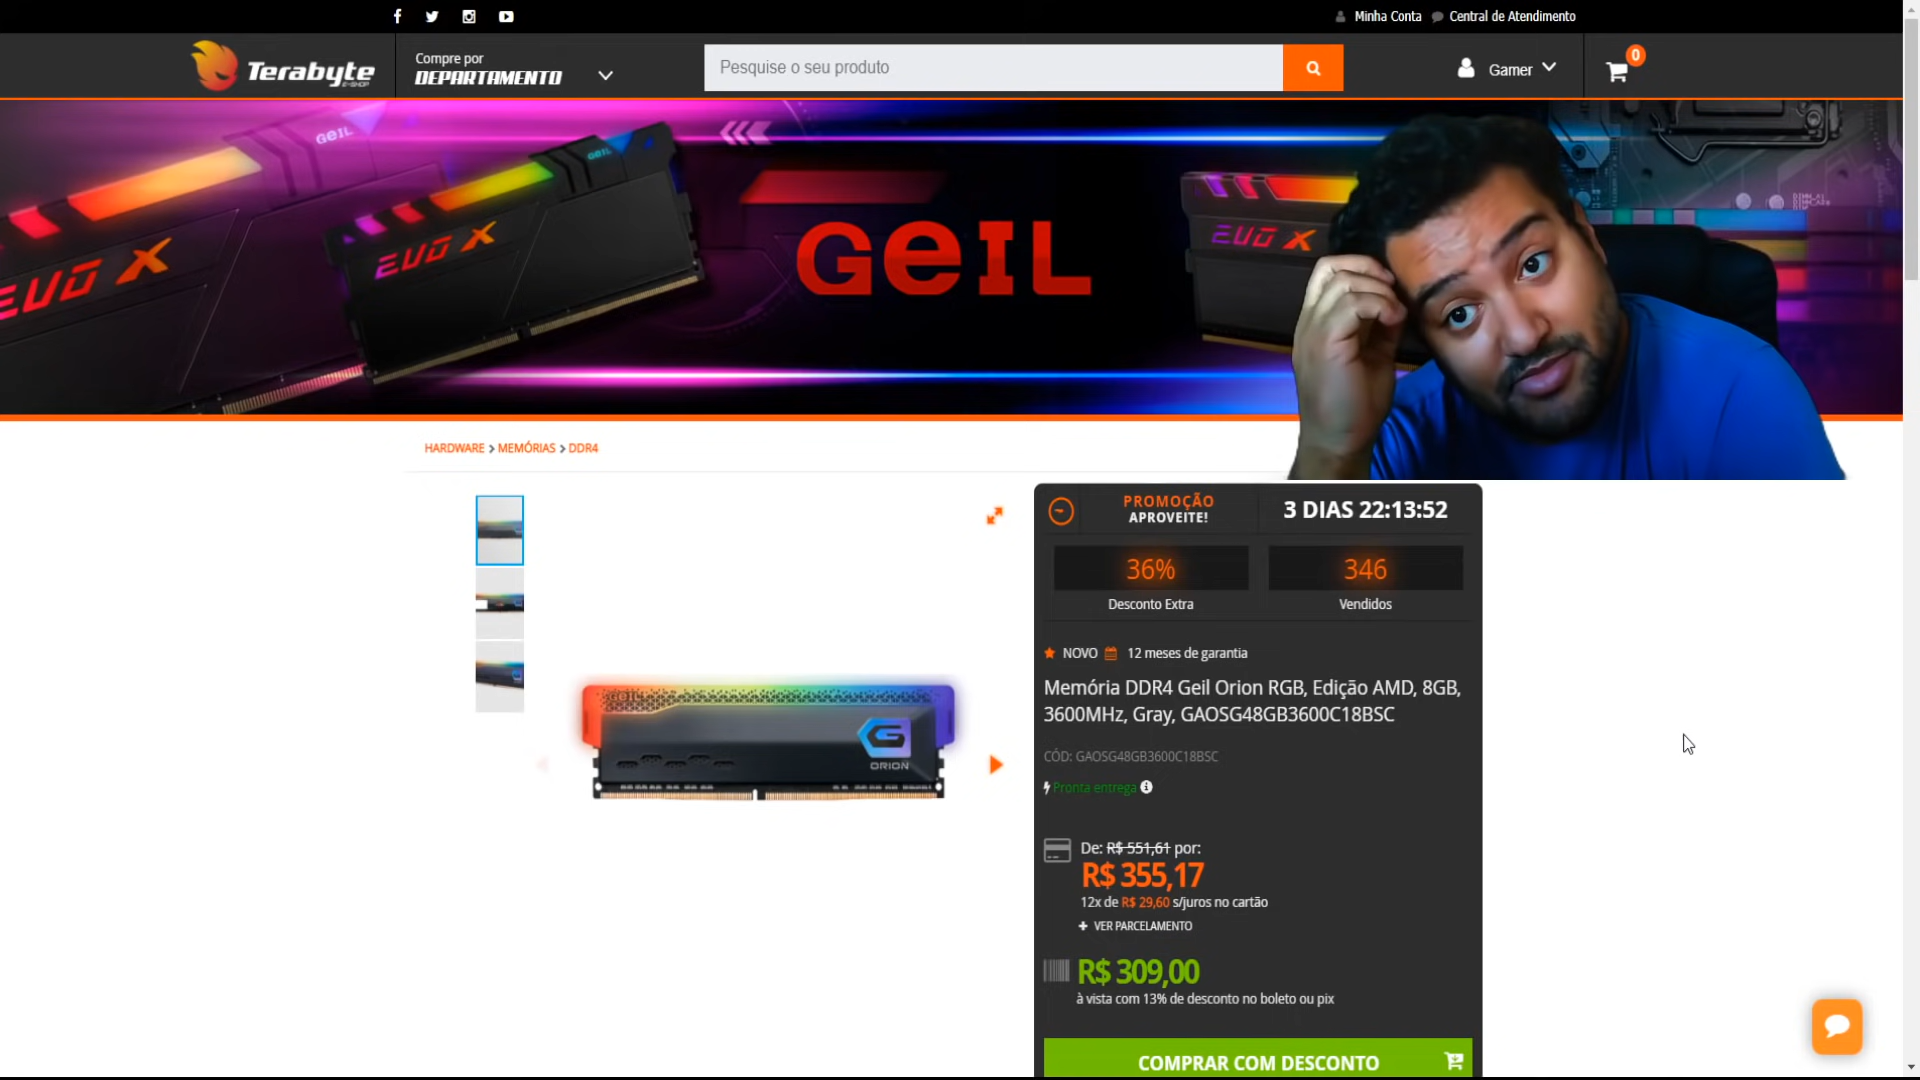 Minha Conta
Central de Atendimento
Terabyte
E-SHOP
Compre por
DEPARTAMENTO
Pesquise o seu produto
Gamer
0
GEIL
GEIL
EVO X
EVO X
GEIL
EVO X
HARDWARE > MEMÓRIAS > DDR4
PROMOÇÃO
APROVEITE!
3 DIAS 22:13:52
36%
Desconto Extra
346
Vendidos
NOVO
12 meses de garantia
Memória DDR4 Geil Orion RGB, Edição AMD, 8GB,
3600MHz, Gray, GAOSG48GB3600C18BSC
CÓD: GAOSG48GB3600C18BSC
Pronta entrega
ORION
De: R$ 551,61 por:
R$ 355,17
12x de R$ 29,60 s/juros no cartão
+ VER PARCELAMENTO
R$ 309,00
à vista com 13% de desconto no boleto ou pix
COMPRAR COM DESCONTO